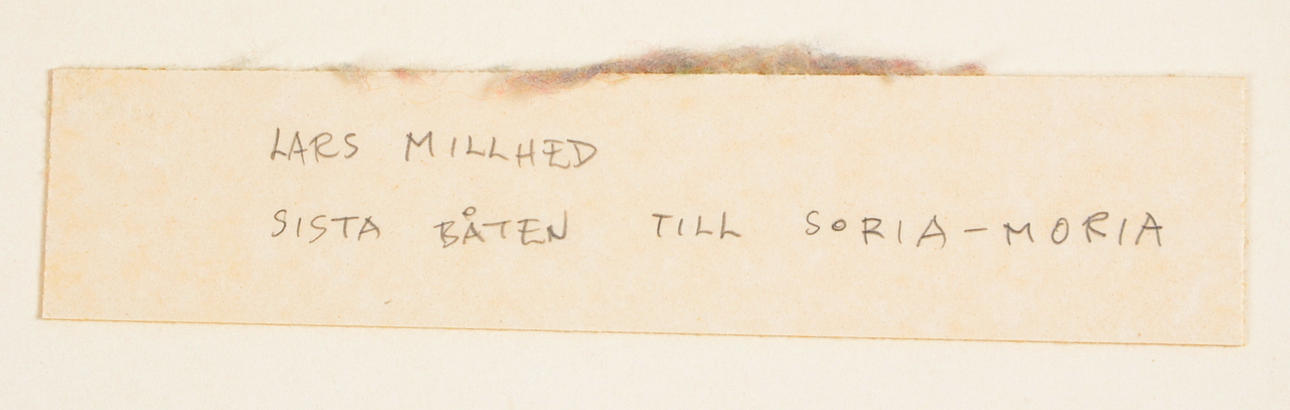 LARS MILLHED
SISTA BÅTEN TILL SORIA-MORIA